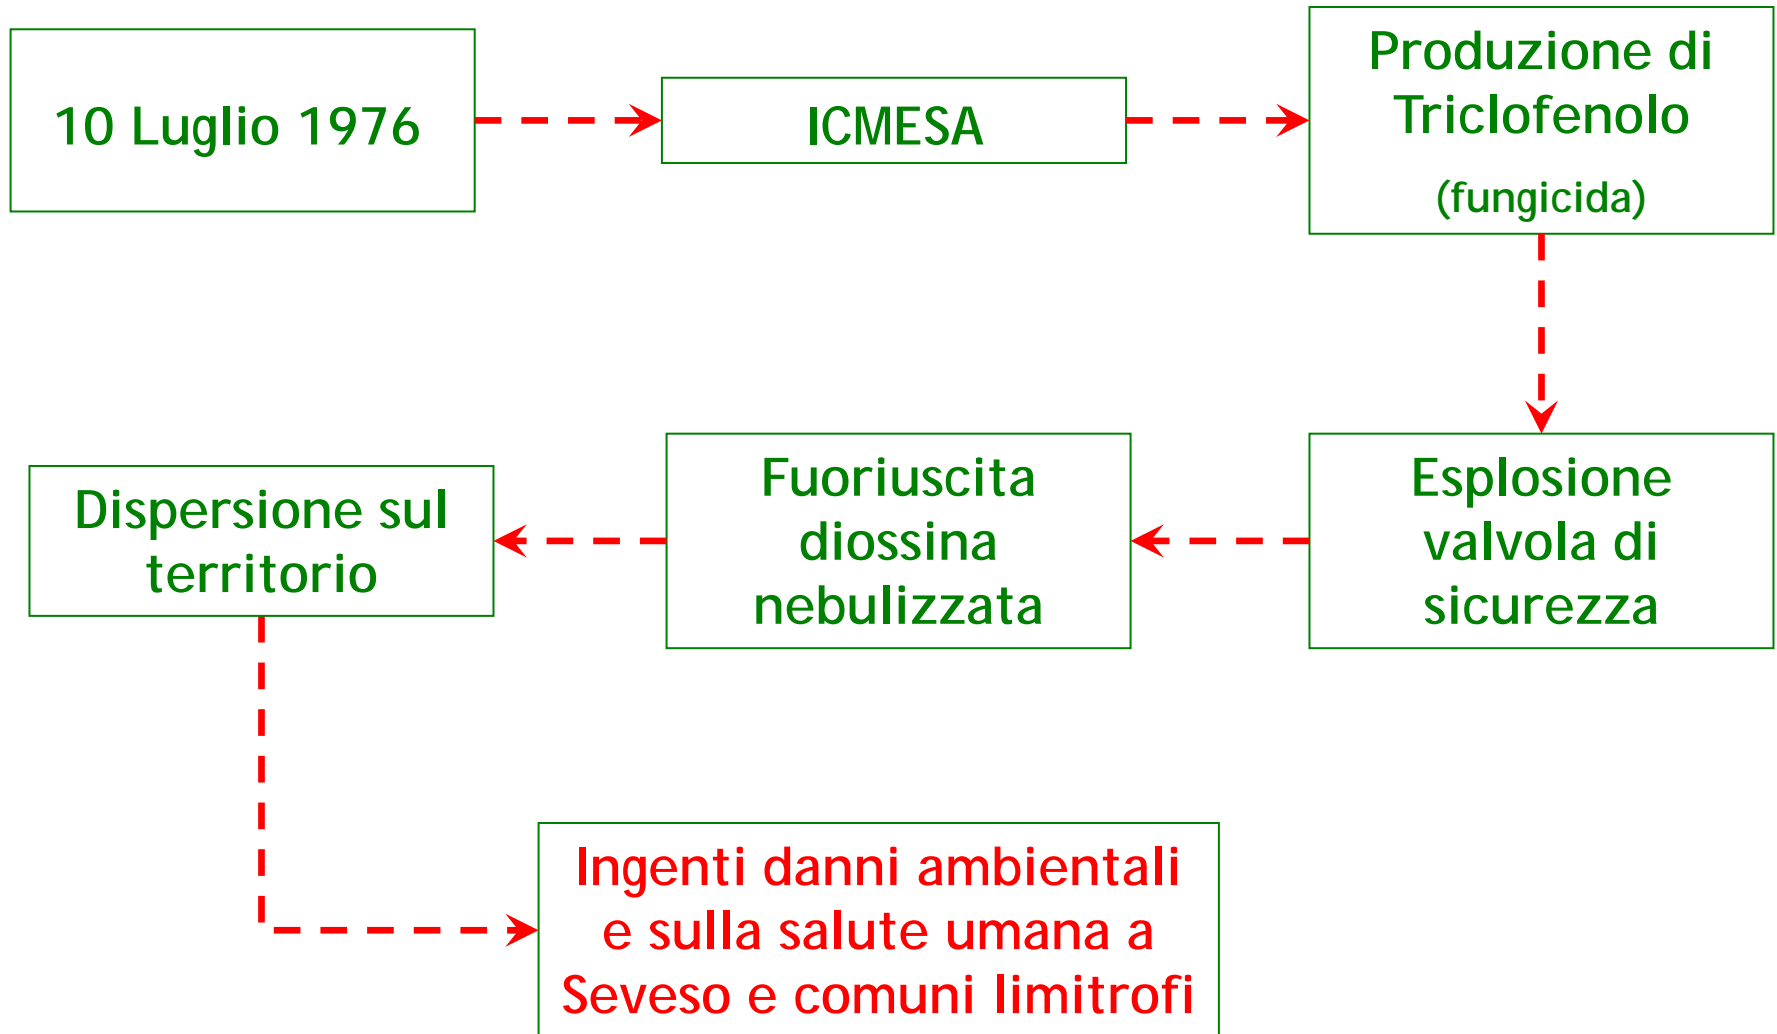 10 Luglio 1976
ICMESA
Produzione di
Triclofenolo
(fungicida)
Esplosione
valvola di
sicurezza
Fuoriuscita
diossina
nebulizzata
Dispersione sul
territorio
Ingenti danni ambientali
e sulla salute umana a
Seveso e comuni limitrofi